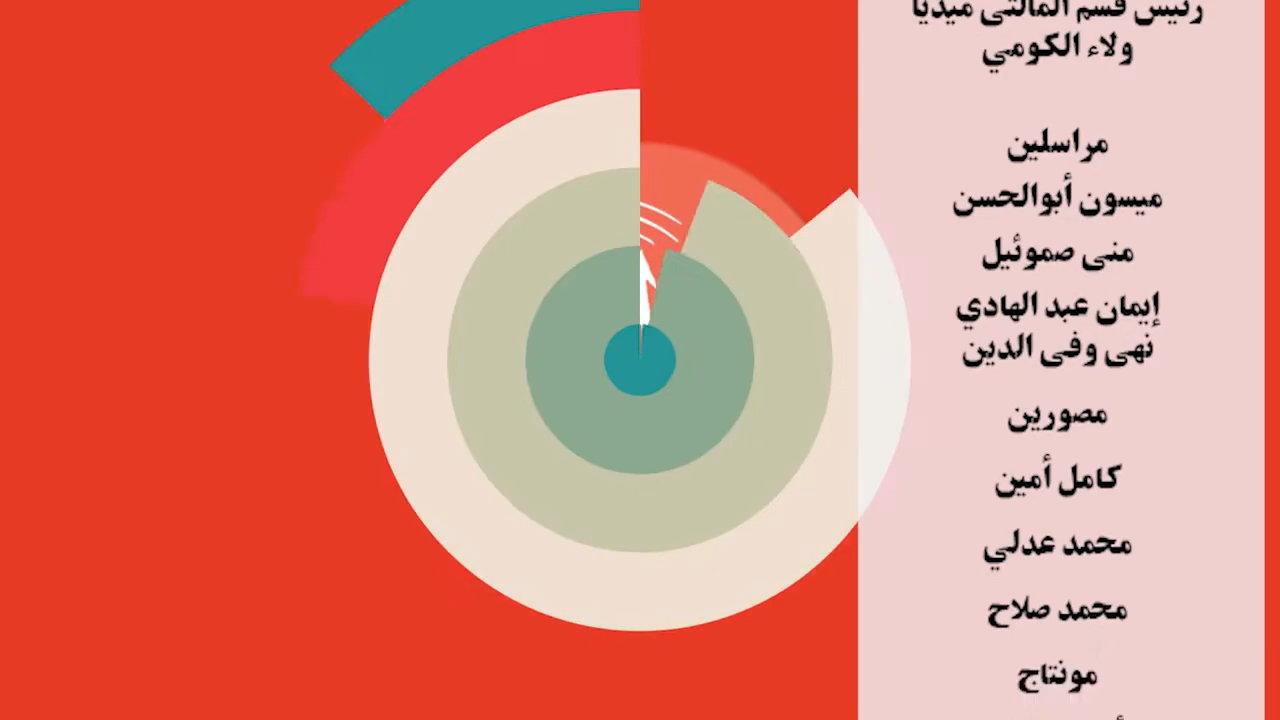 رئيس قسم المالتى ميديا
ولاء الكومي
مراسلين
ميسون أبوالحسن
منى صموئيل
إيمان عبد الهادي
نهى وفى الدين
مصورين
كامل أمين
محمد عدلي
محمد صلاح
مونتاج